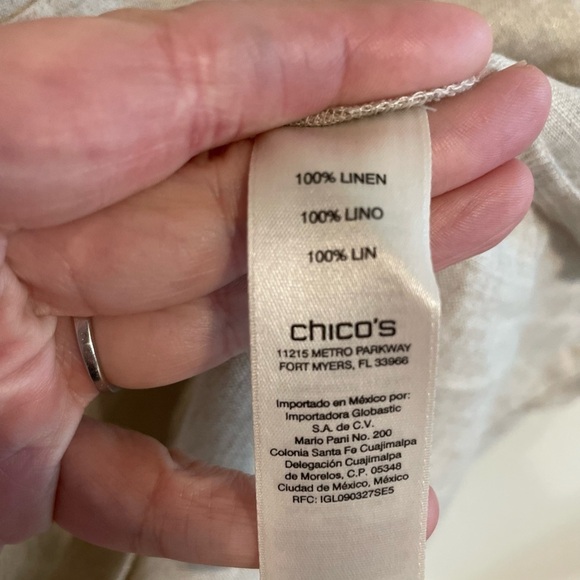 100% LINEN
100% LINO
100% LIN
chico's
11215 METRO PARKWAY
FORT MYERS, FL 33966
Importado en México por:
Importadora Globastic
S.A. de C.V.
Mario Pani No. 200
Colonia Santa Fe Cuajimalpa
Delegación Cuajimalpa
de Morelos, C.P. 05348
Ciudad de México, México
RFC: IGL090327SE5